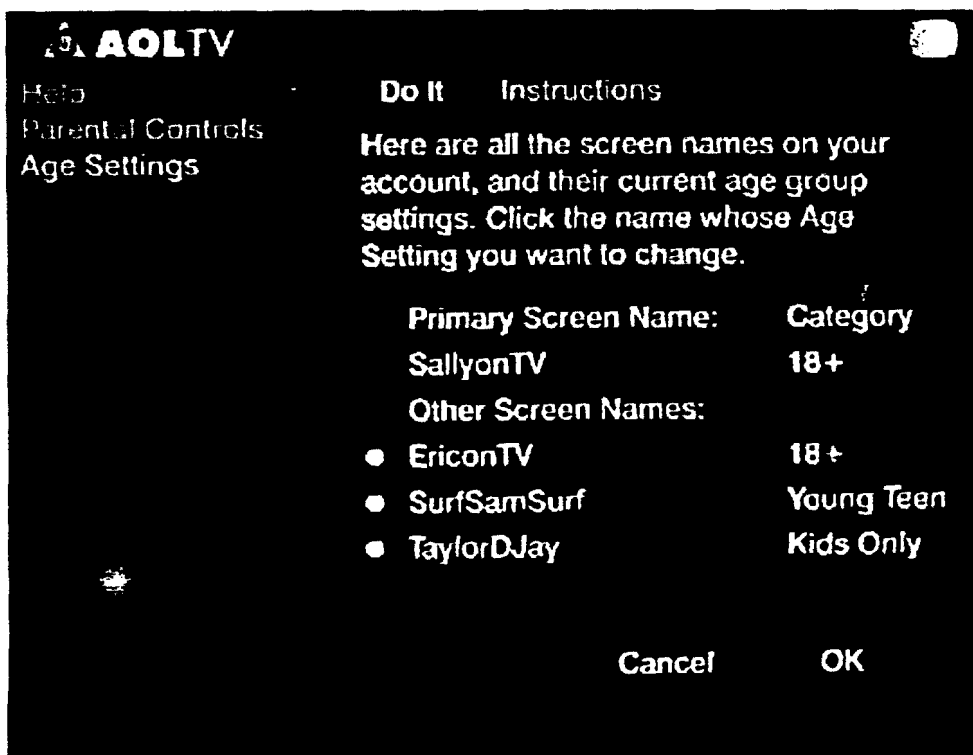 AOLTV
Help
Parental Controls
Age Settings
Do It Instructions
Here are all the screen names on your
account, and their current age group
settings. Click the name whose Age
Setting you want to change.
Primary Screen Name: Category
SallyonTV 18+
Other Screen Names:
EriconTV 18+
SurfSamSurf Young Teen
TaylorDJay Kids Only
Cancel OK